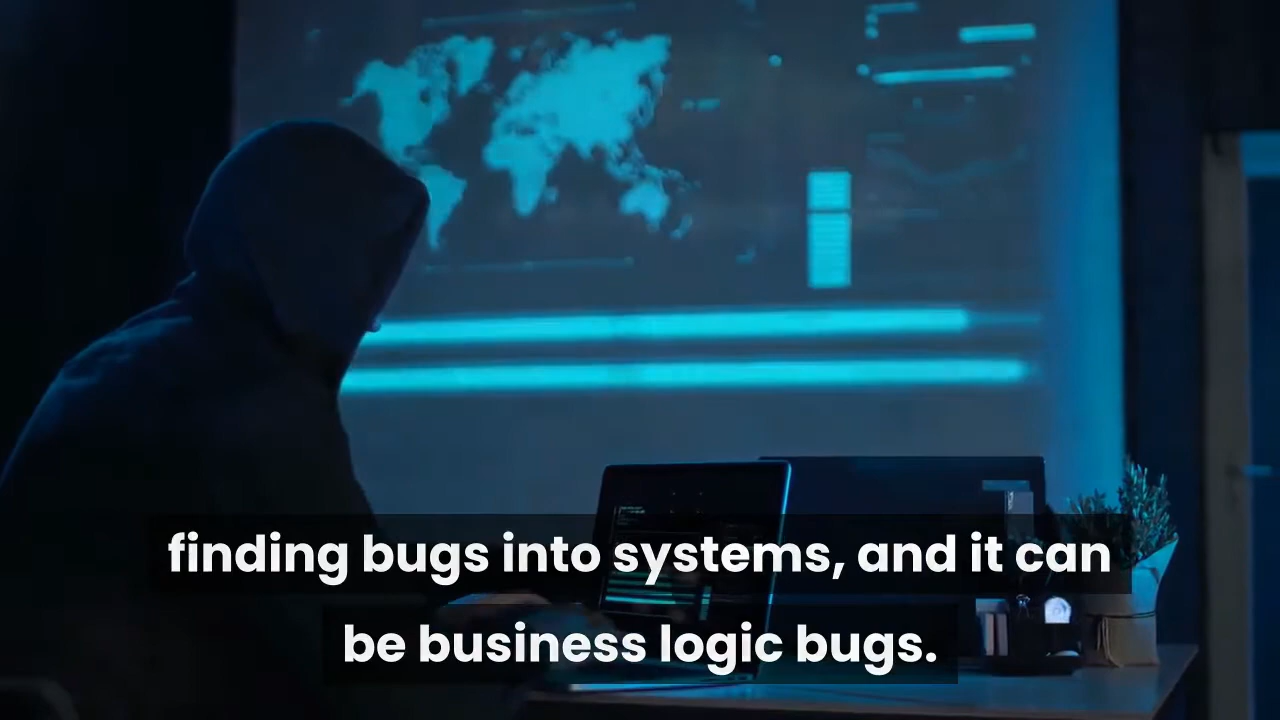 finding bugs into systems, and it can
be business logic bugs.